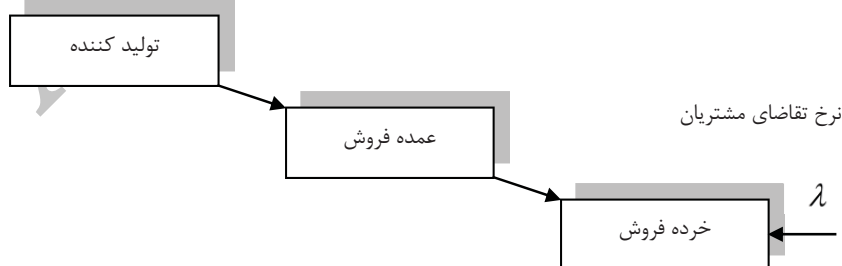 تولید کننده
نرخ تقاضای مشتریان
عمده فروش
λ
خرده فروش